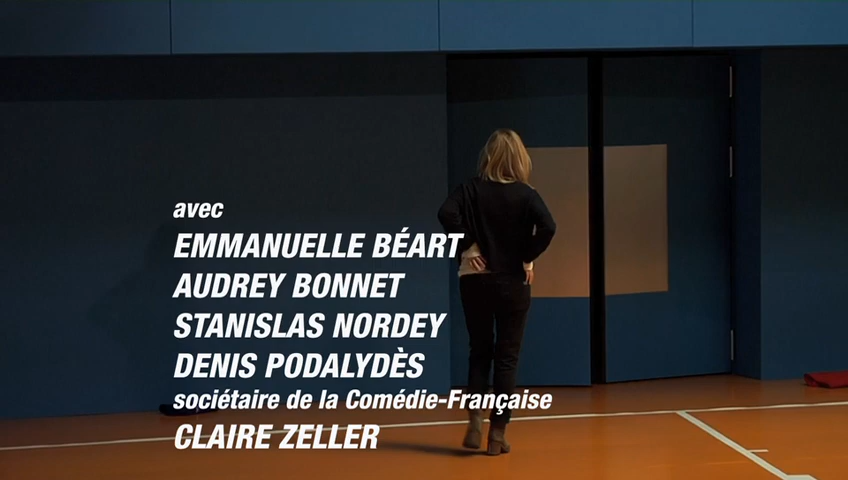 avec
EMMANUELLE BÉART
AUDREY BONNET
STANISLAS NORDEY
DENIS PODALYDÈS
sociétaire de la Comédie-Française
CLAIRE ZELLER